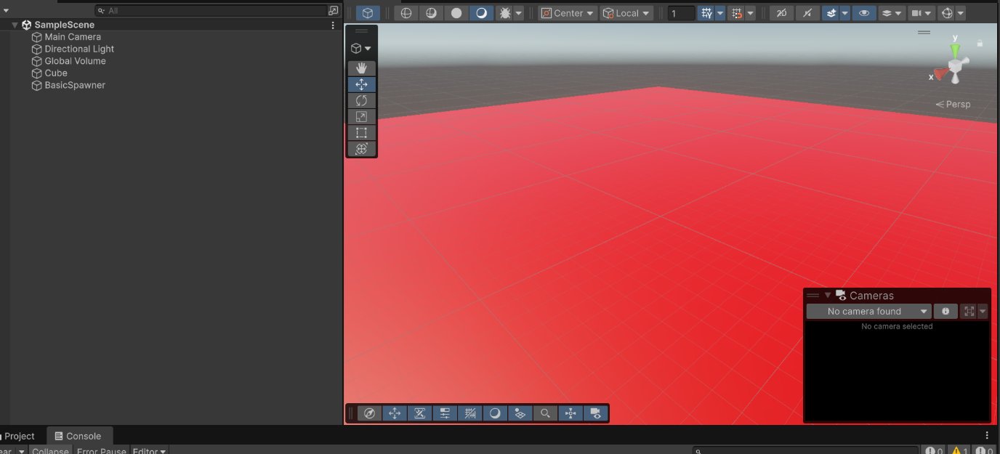 All
SampleScene
Main Camera
Directional Light
Global Volume
Cube
BasicSpawner
Center
Local
1
2D
y
x
Persp
Cameras
No camera found
No camera selected
Project
Console
ear
Collapse
Error Pause
Editor
0
1
0